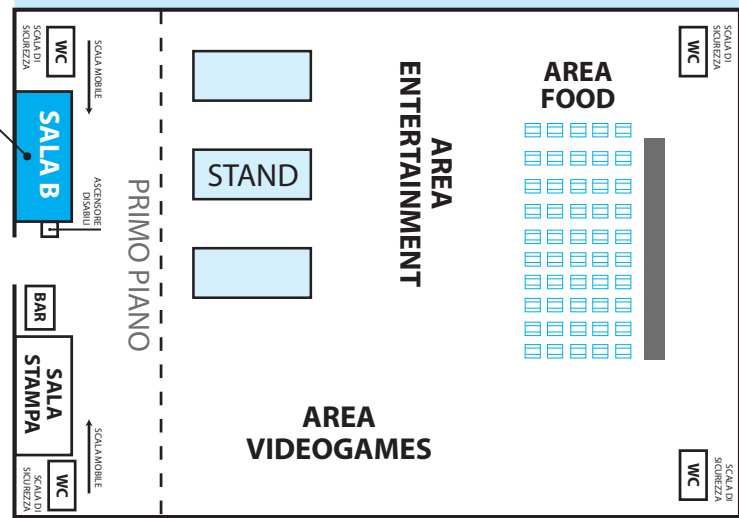 SCALA DI
SICUREZZA
WC
SCALA MOBILE
SALA B
ASCENSORE
DISABILI
BAR
SALA
STAMPA
SCALA MOBILE
WC
SCALA DI
SICUREZZA
PRIMO PIANO
STAND
AREA
ENTERTAINMENT
AREA
VIDEOGAMES
AREA
FOOD
WC
SCALA DI
SICUREZZA
WC
SCALA DI
SICUREZZA